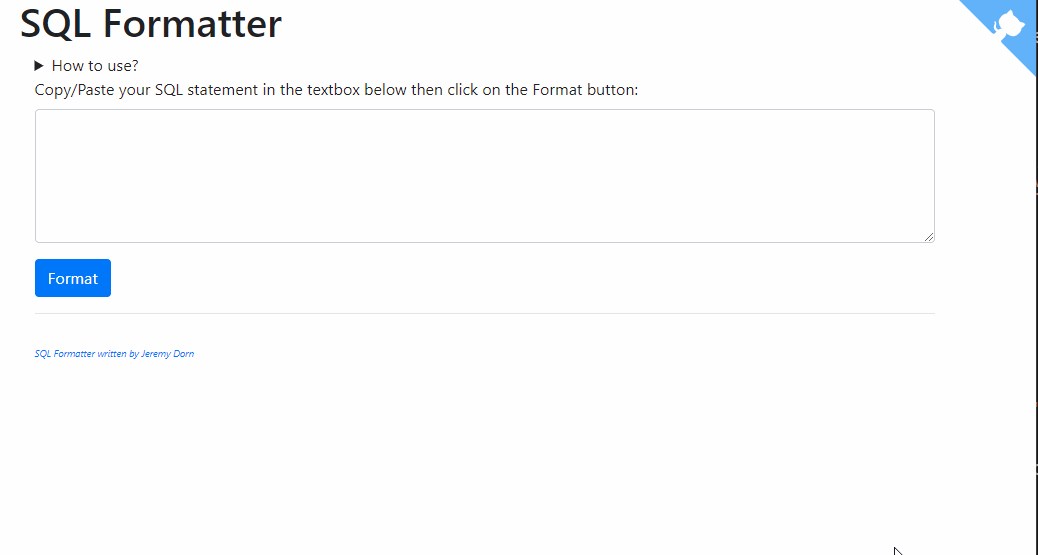 SQL Formatter
How to use?
Copy/Paste your SQL statement in the textbox below then click on the Format button:
Format
SQL Formatter written by Jeremy Dorn